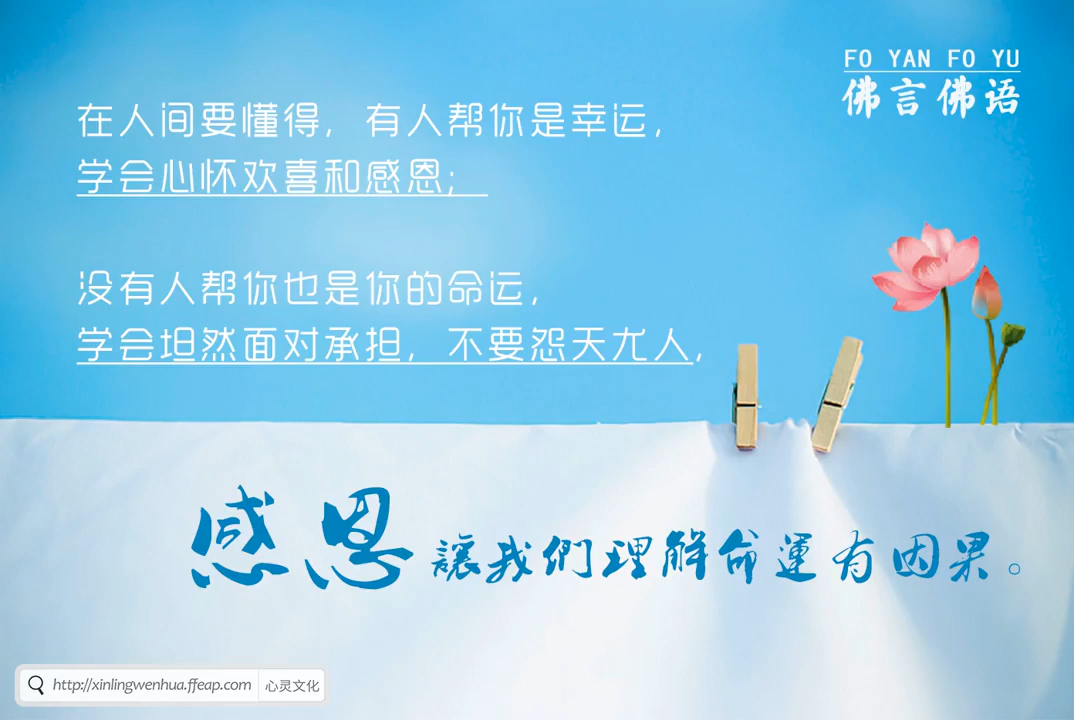 FO YAN FO YU
佛言佛语
在人间要懂得，有人帮你是幸运，
学会心怀欢喜和感恩；
没有人帮你也是你的命运，
学会坦然面对承担，不要怨天尤人，
感恩 讓我們理解命運有因果。
http://xinlingwenhua.ffeap.com 心灵文化